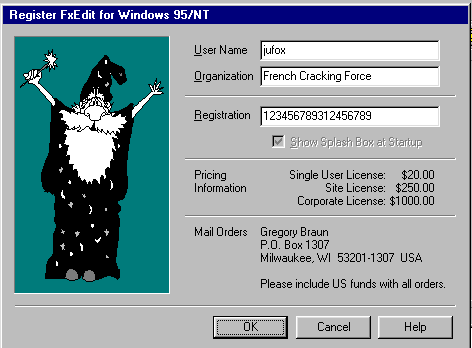 Register FxEdit for Windows 95/NT
User Name jufox
Organization French Cracking Force
Registration 123456789312456789
Show Splash Box at Startup
Pricing Single User License: $20.00
Information Site License: $250.00
Corporate License: $1000.00
Mail Orders Gregory Braun
P.O. Box 1307
Milwaukee, WI 53201-1307 USA
Please include US funds with all orders.
OK Cancel Help